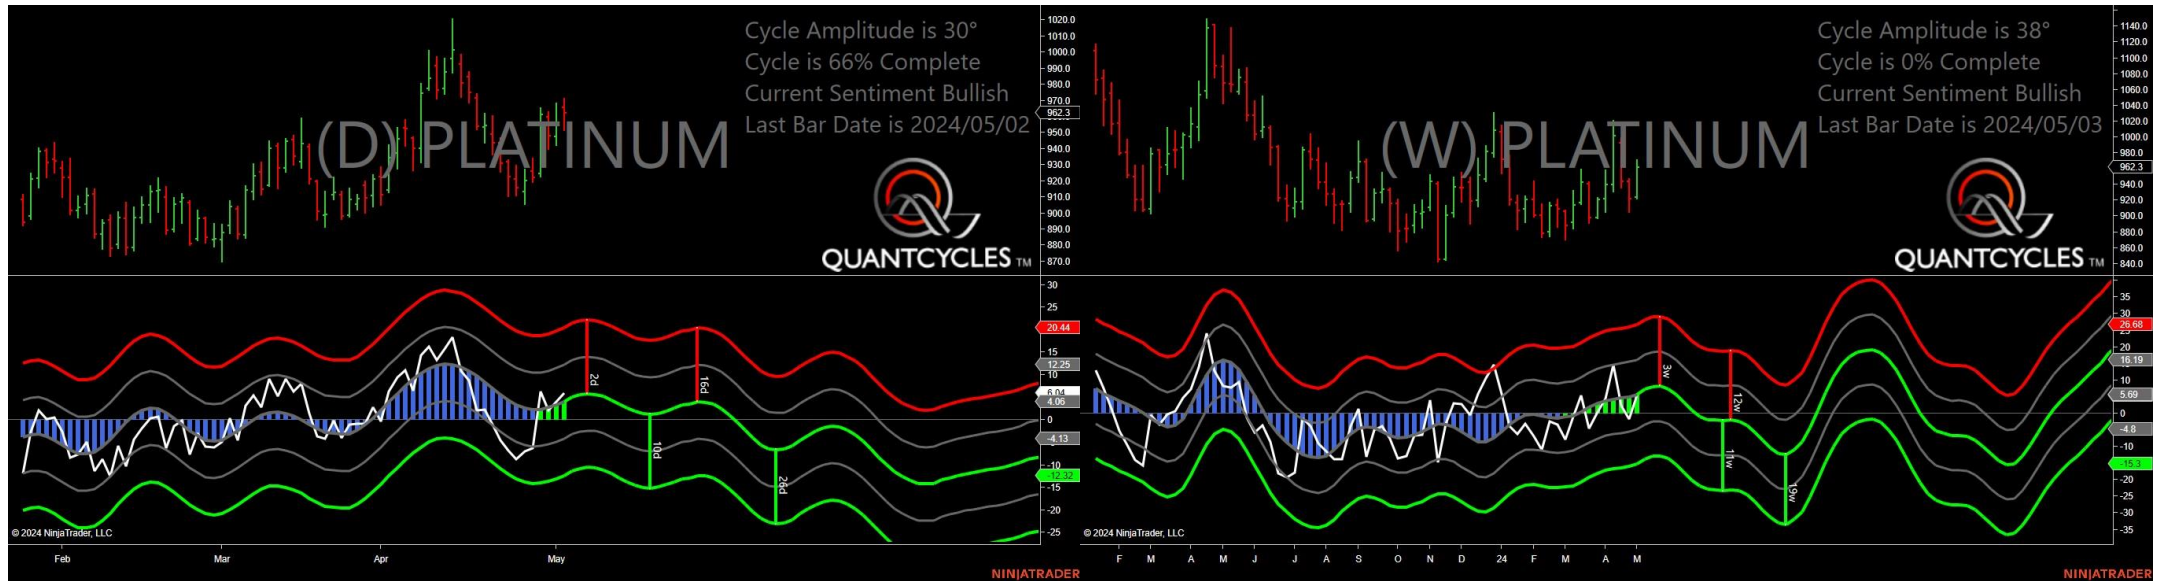 Cycle Amplitude is 30°
Cycle is 66% Complete
Current Sentiment Bullish
Last Bar Date is 2024/05/02
(D) PLATINUM
QUANTCYCLES TM
1020.0
1010.0
1000.0
990.0
980.0
970.0
962.3
950.0
940.0
930.0
920.0
910.0
900.0
890.0
880.0
870.0
30
25
20.44
15
12.25
10
6.04
4.06
0
-4.13
-10
-12.32
-15
-20
-25
2d
10d
16d
26d
© 2024 NinjaTrader, LLC
Feb Mar Apr May
NINJATRADER
Cycle Amplitude is 38°
Cycle is 0% Complete
Current Sentiment Bullish
Last Bar Date is 2024/05/03
(W) PLATINUM
QUANTCYCLES TM
1140.0
1120.0
1100.0
1080.0
1060.0
1040.0
1020.0
1000.0
980.0
962.3
940.0
920.0
900.0
880.0
860.0
840.0
35
30
26.68
20
16.19
10
5.69
0
-4.8
-10
-15.3
-20
-25
-30
-35
3w
11w
12w
19w
© 2024 NinjaTrader, LLC
F M A M J J A S O N D 24 F M A M
NINJATRADER